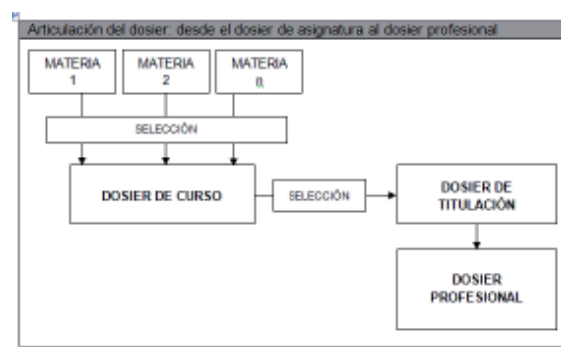 Articulación del dosier: desde el dosier de asignatura al dosier profesional
MATERIA
1
MATERIA
2
MATERIA
n
SELECCIÓN
DOSIER DE CURSO
SELECCIÓN
DOSIER DE
TITULACIÓN
DOSIER
PROFESIONAL